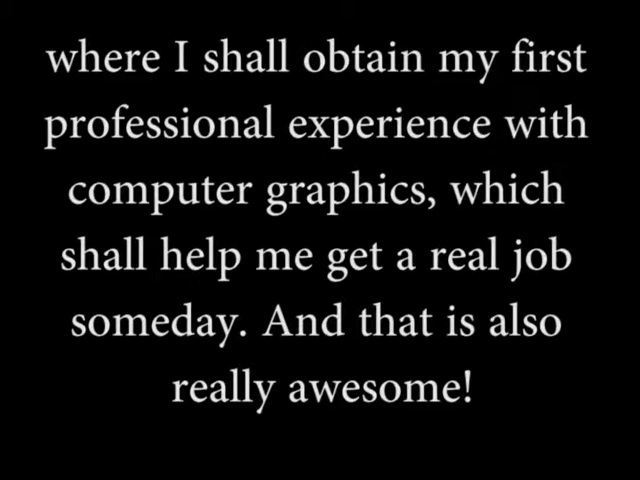 where I shall obtain my first
professional experience with
computer graphics, which
shall help me get a real job
someday. And that is also
really awesome!